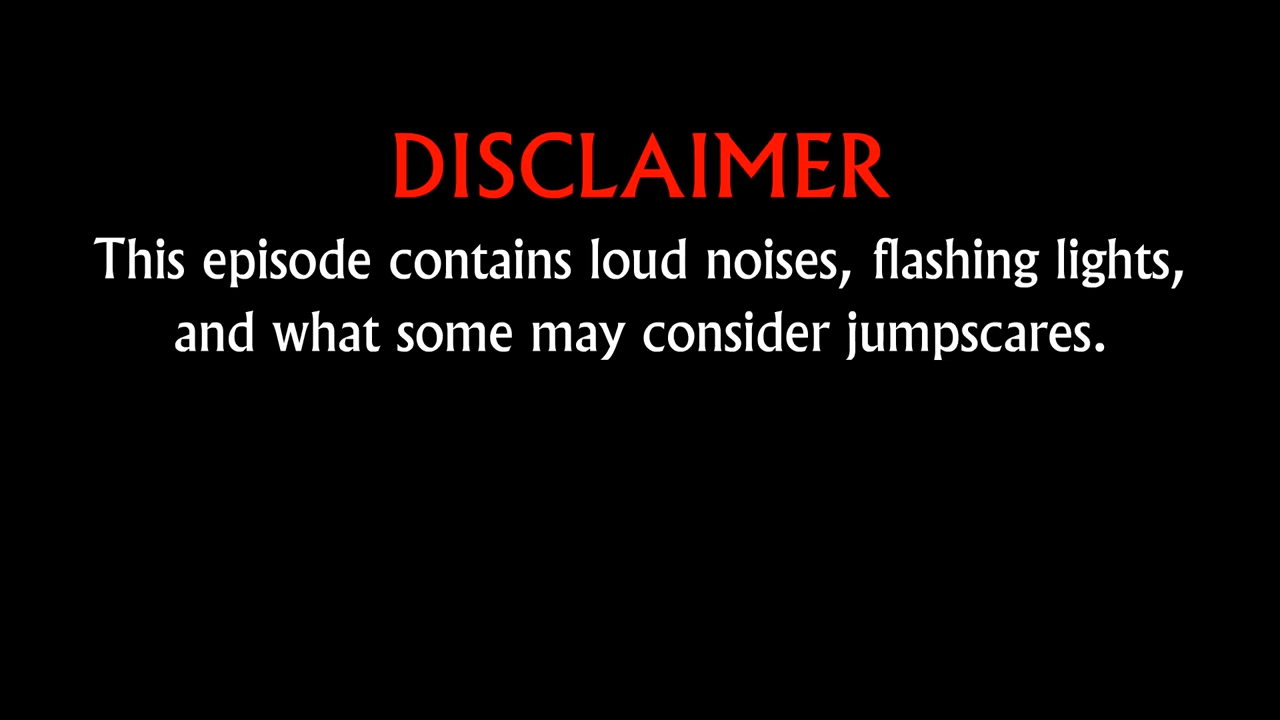 DISCLAIMER
This episode contains loud noises, flashing lights,
and what some may consider jumpscares.